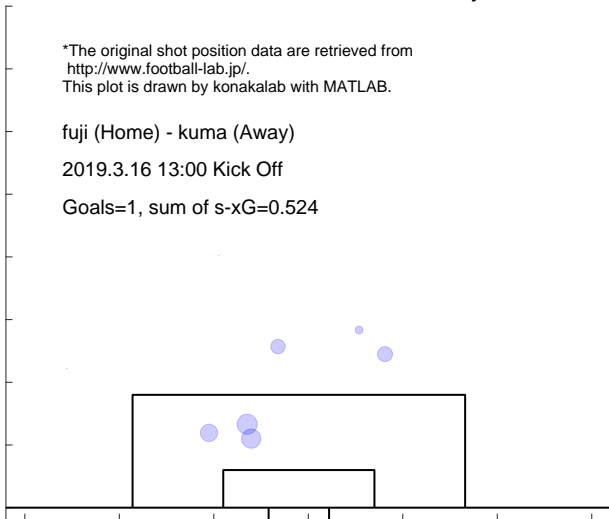 *The original shot position data are retrieved from
http://www.football-lab.jp/.
This plot is drawn by konakalab with MATLAB.
fuji (Home) - kuma (Away)
2019.3.16 13:00 Kick Off
Goals=1, sum of s-xG=0.524